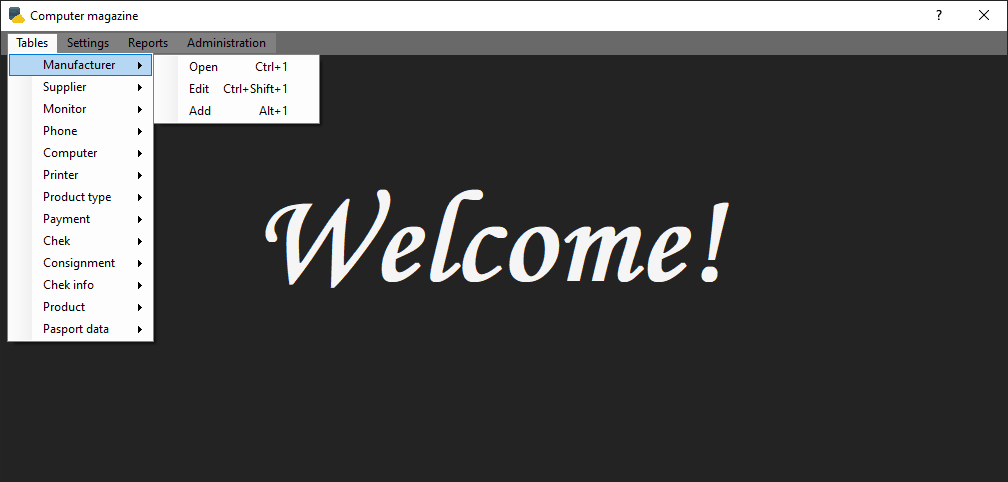 Computer magazine ?
Tables Settings Reports Administration
Manufacturer Open Ctrl+1
Supplier Edit Ctrl+Shift+1
Monitor Add Alt+1
Phone
Computer
Printer
Product type
Payment
Chek
Consignment
Chek info
Product
Pasport data
Welcome!